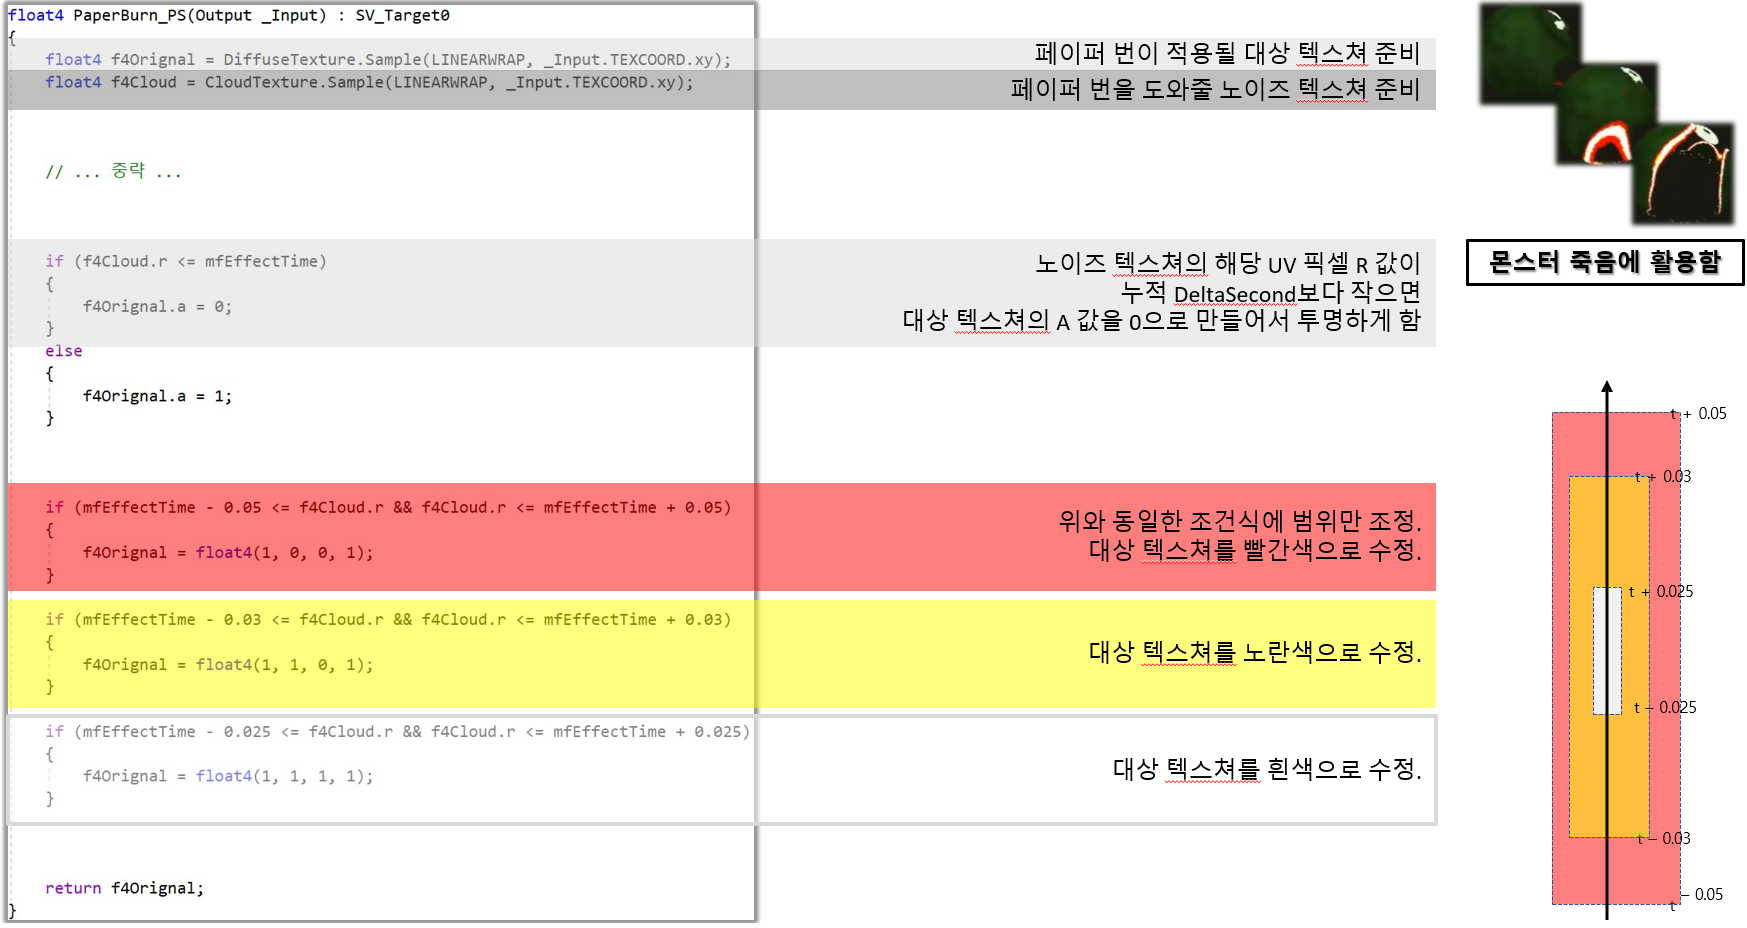 float4 PaperBurn_PS(Output _Input) : SV_Target0
{
float4 f4Orignal = DiffuseTexture.Sample(LINEARWRAP, _Input.TEXCOORD.xy);
페이퍼 번이 적용될 대상 텍스쳐 준비
float4 f4Cloud = CloudTexture.Sample(LINEARWRAP, _Input.TEXCOORD.xy);
페이퍼 번을 도와줄 노이즈 텍스쳐 준비
// ... 중략 ...
if (f4Cloud.r <= mfEffectTime)
{
f4Orignal.a = 0;
}
노이즈 텍스쳐의 해당 UV 픽셀 R 값이
누적 DeltaSecond보다 작으면
대상 텍스쳐의 A 값을 0으로 만들어서 투명하게 함
else
{
f4Orignal.a = 1;
}
if (mfEffectTime - 0.05 <= f4Cloud.r && f4Cloud.r <= mfEffectTime + 0.05)
{
f4Orignal = float4(1, 0, 0, 1);
}
위와 동일한 조건식에 범위만 조정.
대상 텍스쳐를 빨간색으로 수정.
if (mfEffectTime - 0.03 <= f4Cloud.r && f4Cloud.r <= mfEffectTime + 0.03)
{
f4Orignal = float4(1, 1, 0, 1);
}
대상 텍스쳐를 노란색으로 수정.
if (mfEffectTime - 0.025 <= f4Cloud.r && f4Cloud.r <= mfEffectTime + 0.025)
{
f4Orignal = float4(1, 1, 1, 1);
}
대상 텍스쳐를 흰색으로 수정.
return f4Orignal;
}
몬스터 죽음에 활용함
t + 0.05
t + 0.03
t + 0.025
t − 0.025
t − 0.03
t − 0.05